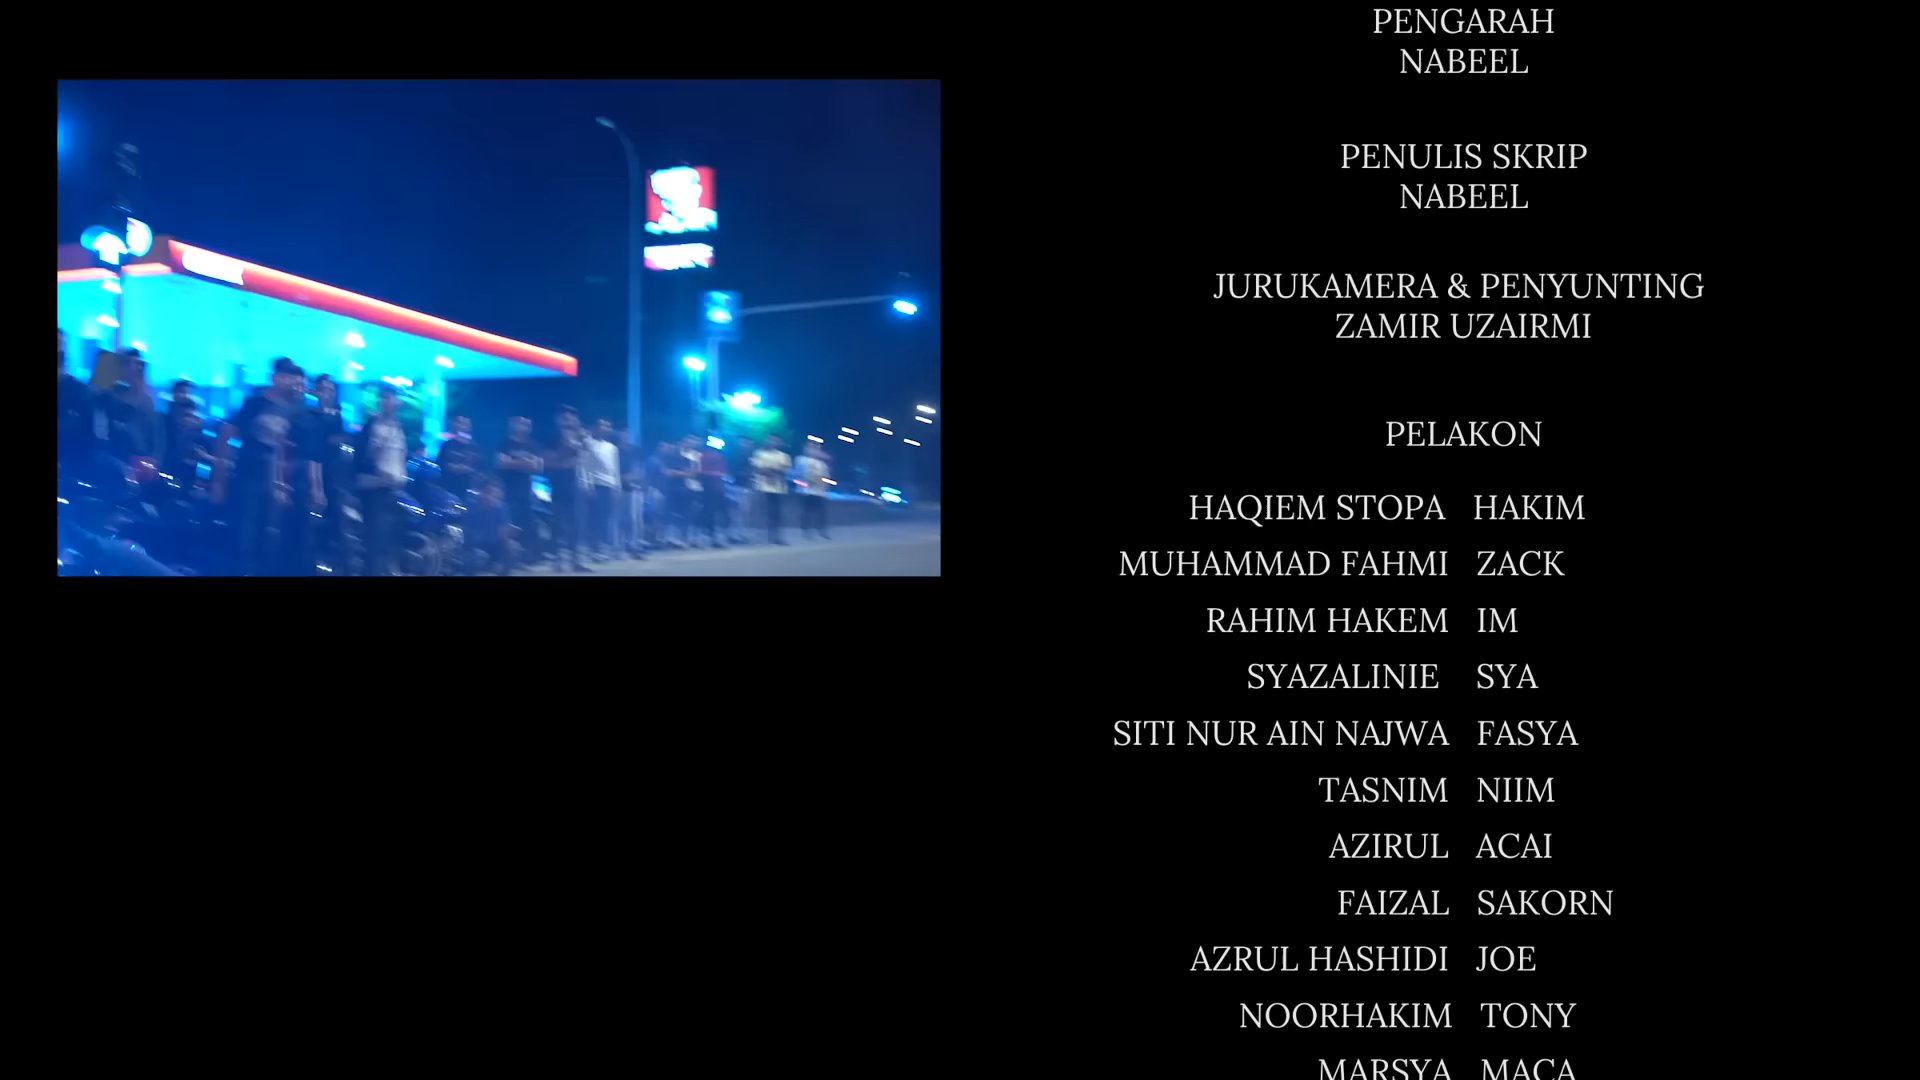 PENGARAH
NABEEL
PENULIS SKRIP
NABEEL
JURUKAMERA & PENYUNTING
ZAMIR UZAIRMI
PELAKON
HAQIEM STOPA HAKIM
MUHAMMAD FAHMI ZACK
RAHIM HAKEM IM
SYAZALINIE SYA
SITI NUR AIN NAJWA FASYA
TASNIM NIIM
AZIRUL ACAI
FAIZAL SAKORN
AZRUL HASHIDI JOE
NOORHAKIM TONY
MARSYA MACA